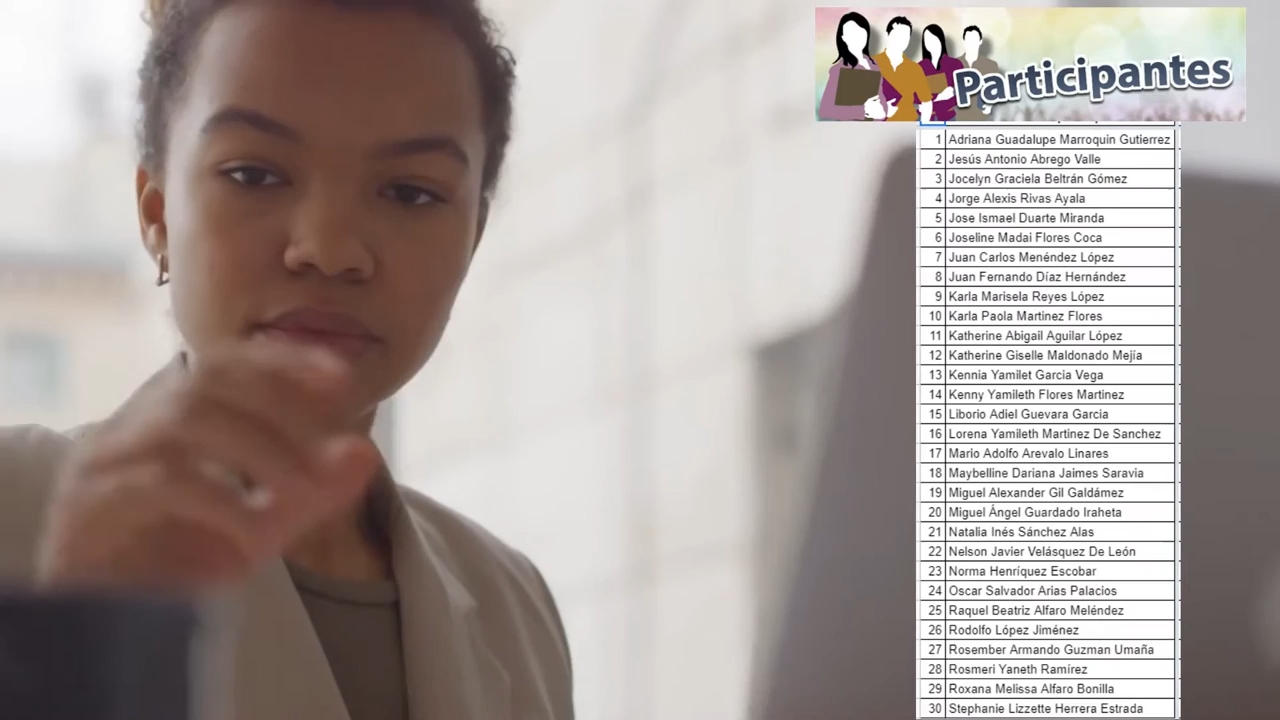 Participantes
1 Adriana Guadalupe Marroquin Gutierrez
2 Jesús Antonio Abrego Valle
3 Jocelyn Graciela Beltrán Gómez
4 Jorge Alexis Rivas Ayala
5 Jose Ismael Duarte Miranda
6 Joseline Madai Flores Coca
7 Juan Carlos Menéndez López
8 Juan Fernando Díaz Hernández
9 Karla Marisela Reyes López
10 Karla Paola Martinez Flores
11 Katherine Abigail Aguilar López
12 Katherine Giselle Maldonado Mejía
13 Kennia Yamilet Garcia Vega
14 Kenny Yamileth Flores Martinez
15 Liborio Adiel Guevara Garcia
16 Lorena Yamileth Martinez De Sanchez
17 Mario Adolfo Arevalo Linares
18 Maybelline Dariana Jaimes Saravia
19 Miguel Alexander Gil Galdámez
20 Miguel Ángel Guardado Iraheta
21 Natalia Inés Sánchez Alas
22 Nelson Javier Velásquez De León
23 Norma Henríquez Escobar
24 Oscar Salvador Arias Palacios
25 Raquel Beatriz Alfaro Meléndez
26 Rodolfo López Jiménez
27 Rosember Armando Guzman Umaña
28 Rosmeri Yaneth Ramírez
29 Roxana Melissa Alfaro Bonilla
30 Stephanie Lizzette Herrera Estrada